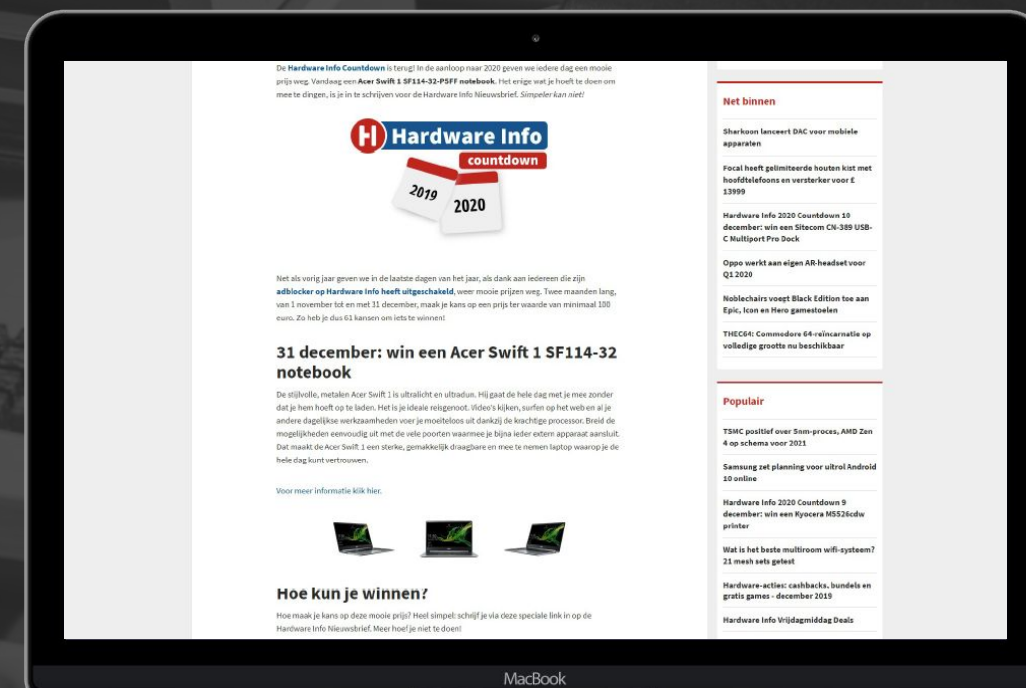 De Hardware Info Countdown is terug! In de aanloop naar 2020 geven we iedere dag een mooie
prijs weg. Vandaag een Acer Swift 1 SF114-32-P5FF notebook. Het enige wat je hoeft te doen om
mee te dingen, is je in te schrijven voor de Hardware Info Nieuwsbrief. Simpeler kan niet!
H Hardware Info
countdown
2019
2020
Net als vorig jaar geven we in de laatste dagen van het jaar, als dank aan iedereen die zijn
adblocker op Hardware Info heeft uitgeschakeld, weer mooie prijzen weg. Twee maanden lang,
van 1 november tot en met 31 december, maak je kans op een prijs ter waarde van minimaal 100
euro. Zo heb je dus 61 kansen om iets te winnen!
31 december: win een Acer Swift 1 SF114-32
notebook
De stijlvolle, metalen Acer Swift 1 is ultralicht en ultradun. Hij gaat de hele dag met je mee zonder
dat je hem hoeft op te laden. Het is je ideale reisgenoot. Video's kijken, surfen op het web en al je
andere dagelijkse werkzaamheden voer je moeiteloos uit dankzij de krachtige processor. Breid de
mogelijkheden eenvoudig uit met de vele poorten waarmee je bijna ieder extern apparaat aansluit.
Dat maakt de Acer Swift 1 een sterke, gemakkelijk draagbare en mee te nemen laptop waarop je de
hele dag kunt vertrouwen.
Voor meer informatie klik hier.
Hoe kun je winnen?
Hoe maak je kans op deze mooie prijs? Heel simpel: schrijf je via deze speciale link in op de
Hardware Info Nieuwsbrief. Meer hoef je niet te doen!
Net binnen
Sharkoon lanceert DAC voor mobiele
apparaten
Focal heeft gelimiteerde houten kist met
hoofdtelefoons en versterker voor £
13999
Hardware Info 2020 Countdown 10
december: win een Sitecom CN-389 USB-
C Multiport Pro Dock
Oppo werkt aan eigen AR-headset voor
Q1 2020
Noblechairs voegt Black Edition toe aan
Epic, Icon en Hero gamestoelen
THEC64: Commodore 64-reïncarnatie op
volledige grootte nu beschikbaar
Populair
TSMC positief over 5nm-proces, AMD Zen
4 op schema voor 2021
Samsung zet planning voor uitrol Android
10 online
Hardware Info 2020 Countdown 9
december: win een Kyocera M5526cdw
printer
Wat is het beste multiroom wifi-systeem?
21 mesh sets getest
Hardware-acties: cashbacks, bundels en
gratis games - december 2019
Hardware Info Vrijdagmiddag Deals
MacBook